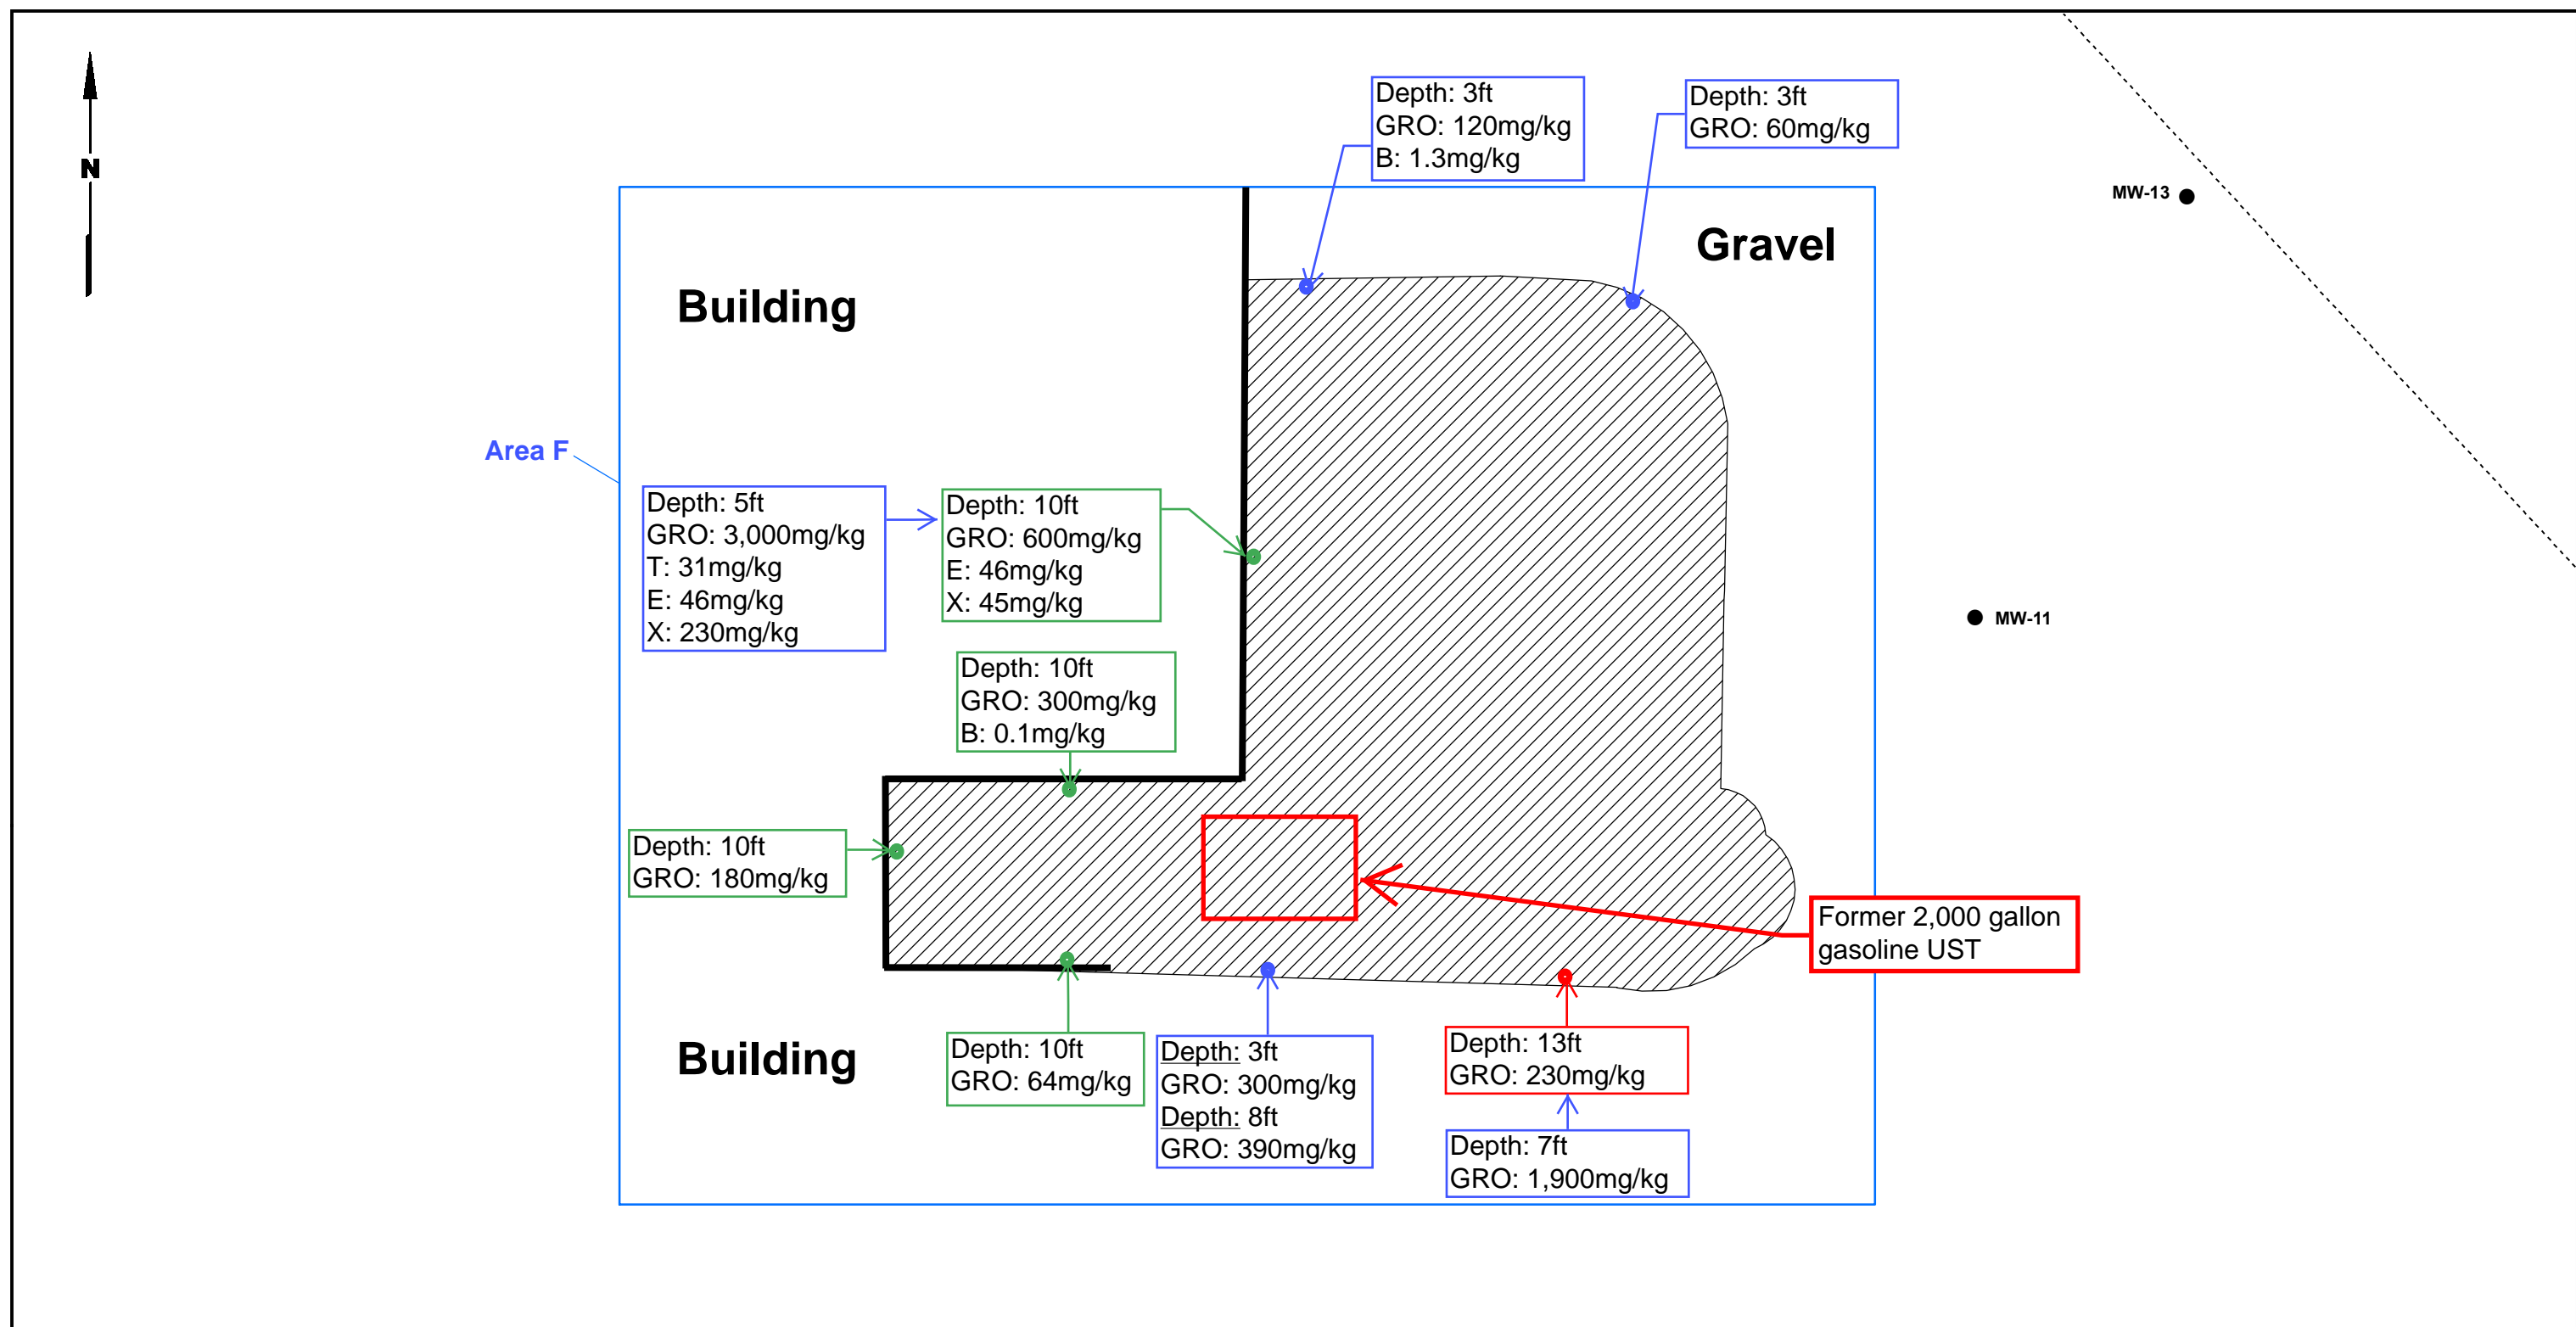 N
Depth: 3ft
GRO: 120mg/kg
B: 1.3mg/kg
Depth: 3ft
GRO: 60mg/kg
MW-13
Gravel
Building
Area F
Depth: 5ft
GRO: 3,000mg/kg
T: 31mg/kg
E: 46mg/kg
X: 230mg/kg
Depth: 10ft
GRO: 600mg/kg
E: 46mg/kg
X: 45mg/kg
MW-11
Depth: 10ft
GRO: 300mg/kg
B: 0.1mg/kg
Depth: 10ft
GRO: 180mg/kg
Former 2,000 gallon
gasoline UST
Building
Depth: 10ft
GRO: 64mg/kg
Depth: 3ft
GRO: 300mg/kg
Depth: 8ft
GRO: 390mg/kg
Depth: 13ft
GRO: 230mg/kg
Depth: 7ft
GRO: 1,900mg/kg